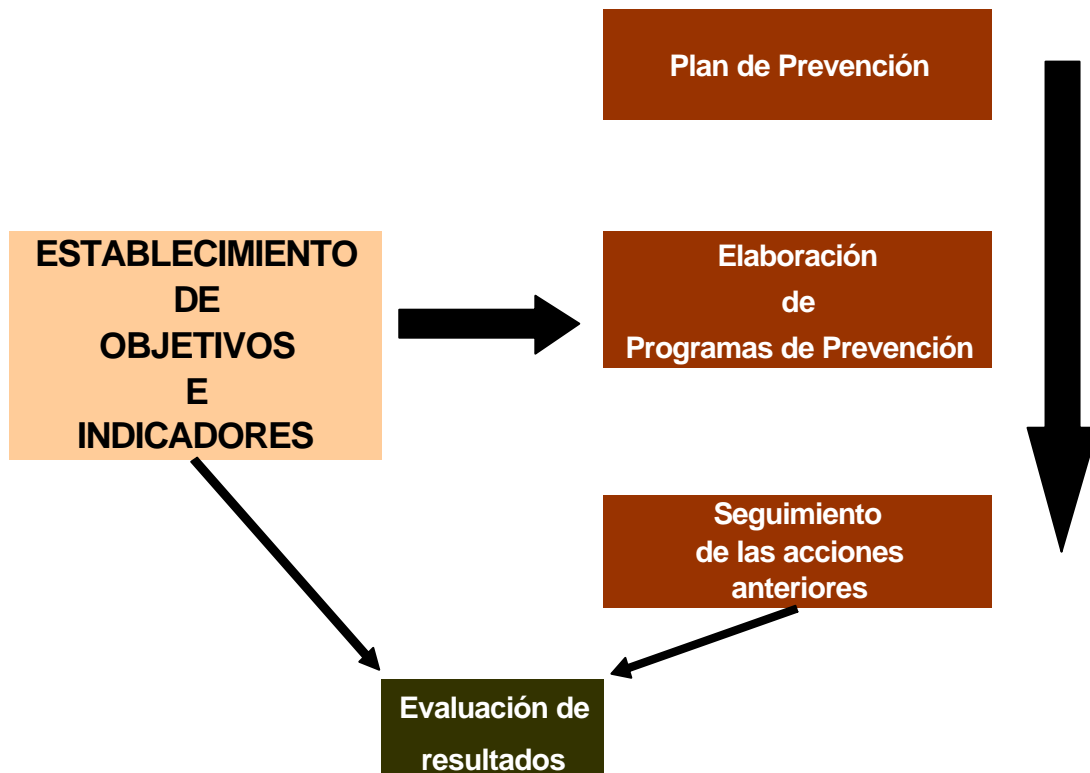 Plan de Prevención
ESTABLECIMIENTO
DE
OBJETIVOS
E
INDICADORES
Elaboración
de
Programas de Prevención
Seguimiento
de las acciones
anteriores
Evaluación de
resultados